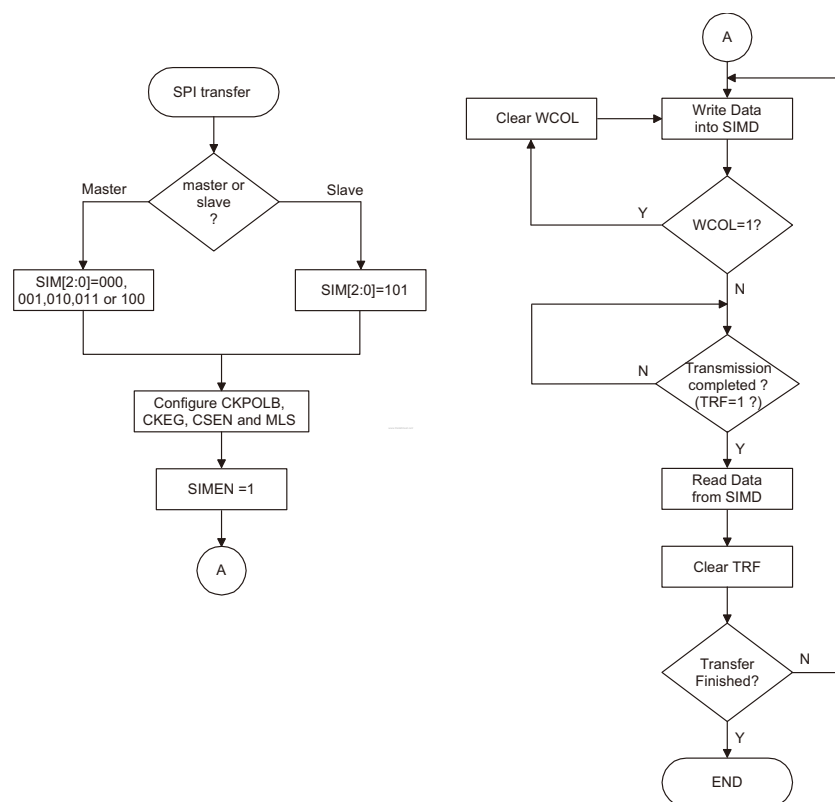 SPI transfer
master or
slave
?
Master
Slave
SIM[2:0]=000,
001,010,011 or 100
SIM[2:0]=101
Configure CKPOLB,
CKEG, CSEN and MLS
SIMEN =1
A
A
Clear WCOL
Write Data
into SIMD
Y
WCOL=1?
N
N
Transmission
completed ?
(TRF=1 ?)
Y
Read Data
from SIMD
Clear TRF
Transfer
Finished?
N
Y
END